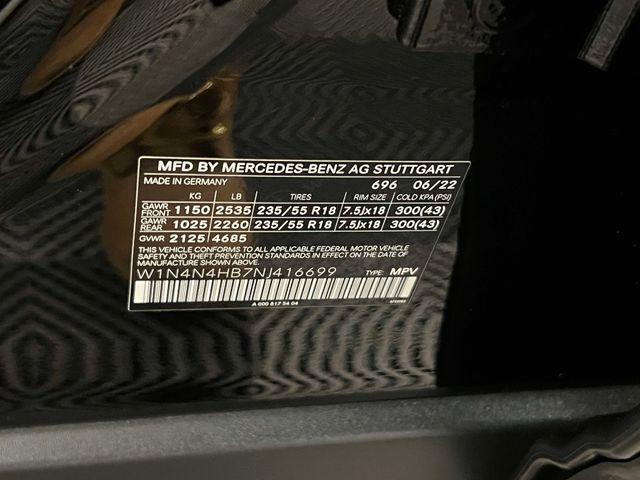 MFD BY MERCEDES-BENZ AG STUTTGART
MADE IN GERMANY 696 06/22
KG LB TIRES RIM SIZE COLD KPA (PSI)
GAWR FRONT 1150 2535 235/55 R18 7.5Jx18 300(43)
GAWR REAR 1025 2260 235/55 R18 7.5Jx18 300(43)
GVWR 2125 4685
THIS VEHICLE CONFORMS TO ALL APPLICABLE FEDERAL MOTOR VEHICLE
SAFETY AND THEFT PREVENTION STANDARDS IN EFFECT ON THE DATE
OF MANUFACTURE SHOWN ABOVE.
W1N4N4HB7NJ416699 TYPE: MPV
A 000 817 34 04